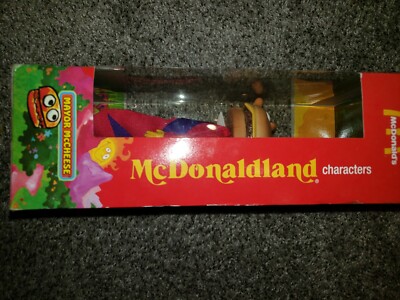 MAYOR McCHEESE
McDonaldland® characters
McDonald's